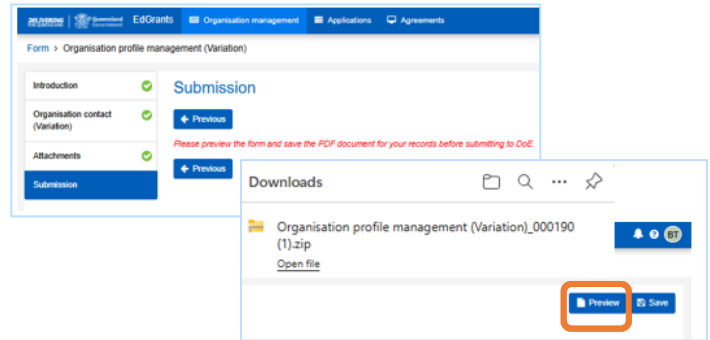 DELIVERING
FOR QUEENSLAND
Queensland
Government
EdGrants Organisation management Applications Agreements
Form > Organisation profile management (Variation)
Introduction
Organisation contact
(Variation)
Attachments
Submission
Submission
Previous
Please preview the form and save the PDF document for your records before submitting to DoE.
Previous
Downloads
Organisation profile management (Variation)_000190
(1).zip
Open file
BT
Preview Save